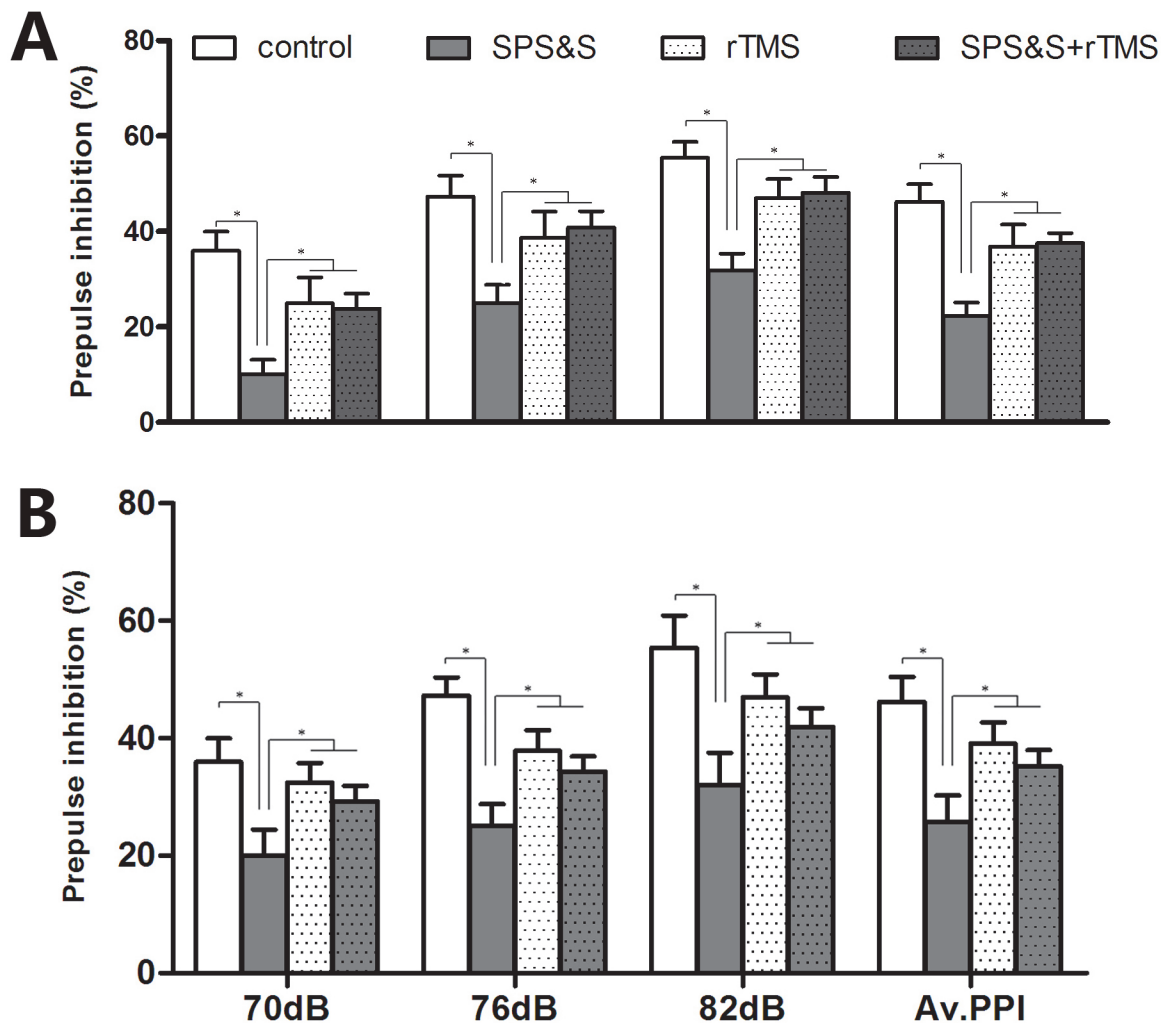 A
control SPS&S rTMS SPS&S+rTMS
Prepulse inhibition (%)
80
60
40
20
0
* * * * * * * *
B
Prepulse inhibition (%)
80
60
40
20
0
* * * * * * * *
70dB 76dB 82dB Av.PPI